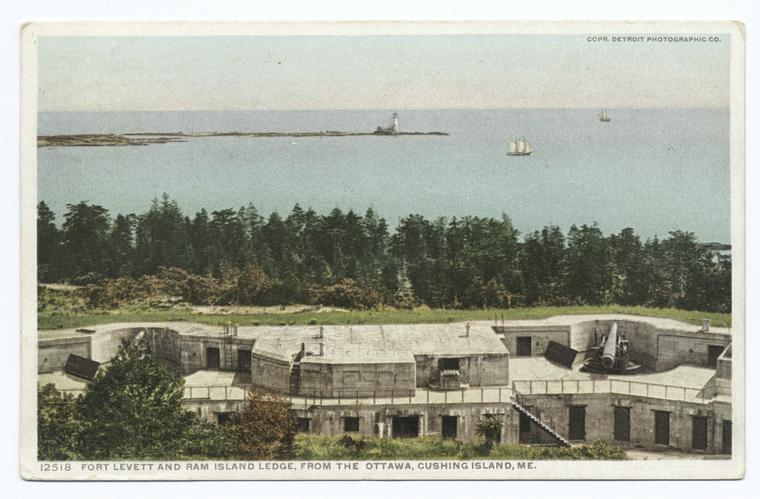 COPR. DETROIT PHOTOGRAPHIC CO.
12518 FORT LEVETT AND RAM ISLAND LEDGE, FROM THE OTTAWA, CUSHING ISLAND, ME.